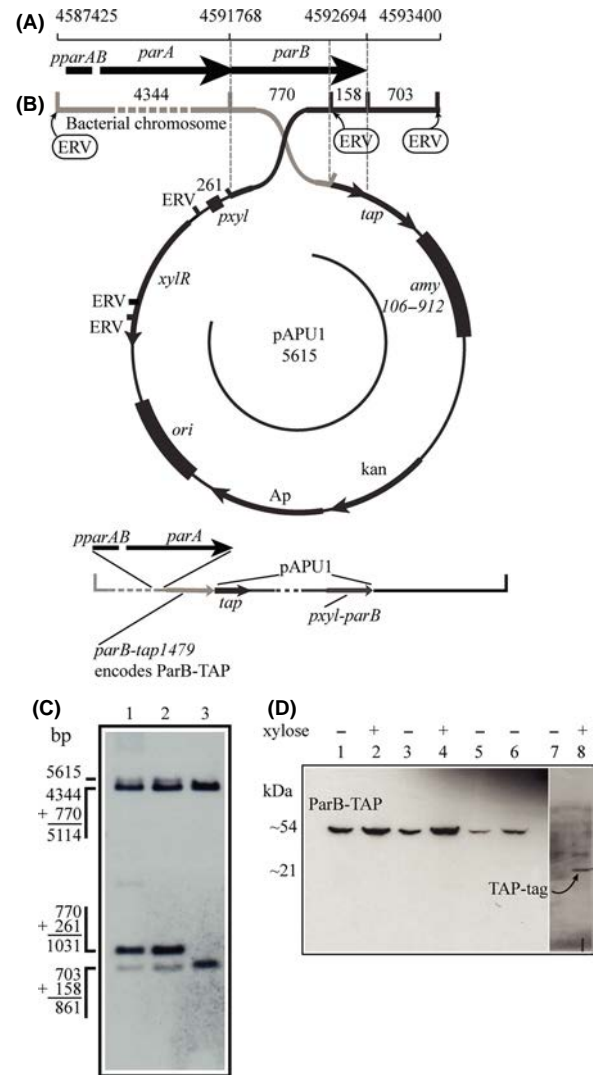 (A)
4587425 4591768 4592694 4593400
pparAB parA parB
(B)
4344 770 158 703
Bacterial chromosome
ERV ERV ERV
261
ERV
pxyl
tap
xylR
amy
106–912
ERV
ERV
pAPU1
5615
ori
kan
Ap
pparAB parA
pAPU1
tap
pxyl-parB
parB-tap1479
encodes ParB-TAP
(C)
1 2 3
bp
5615
4344
+ 770
5114
770
+ 261
1031
703
+ 158
861
(D)
xylose – + – + – – – +
1 2 3 4 5 6 7 8
kDa
ParB-TAP
~54
~21
TAP-tag